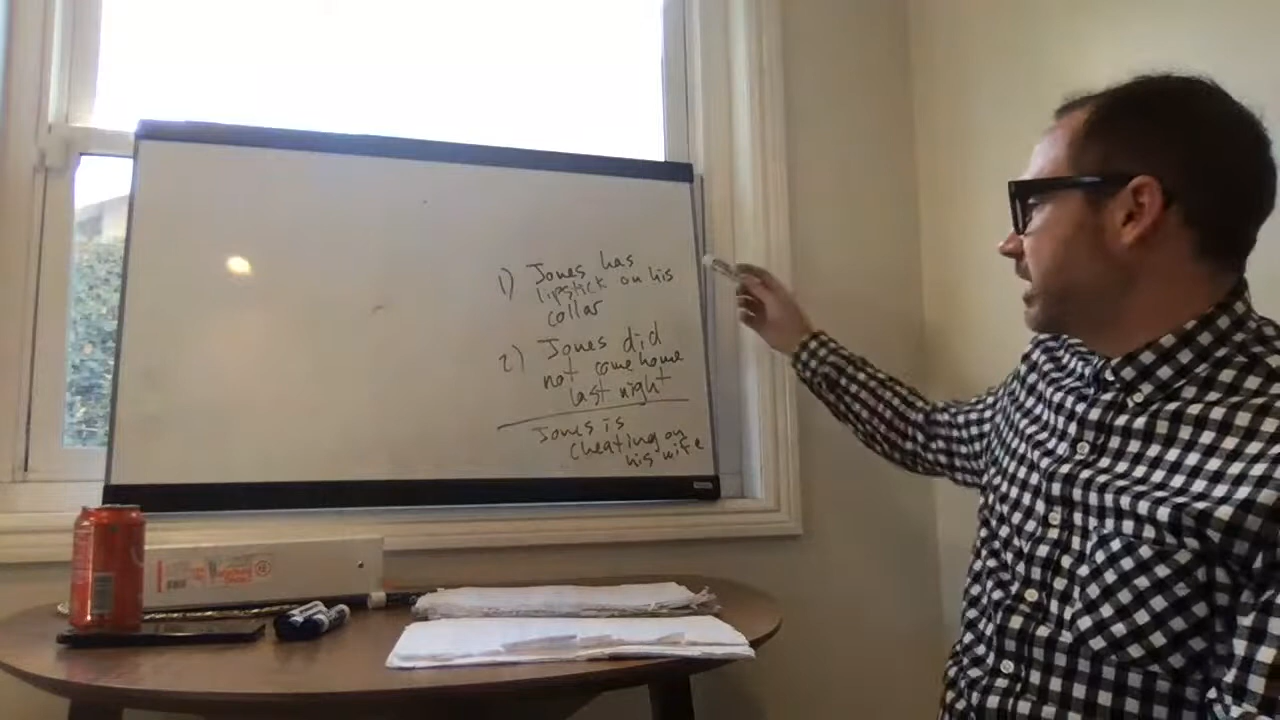 1) Jones has
lipstick on his
collar
2) Jones did
not come home
last night
Jones is
cheating on
his wife